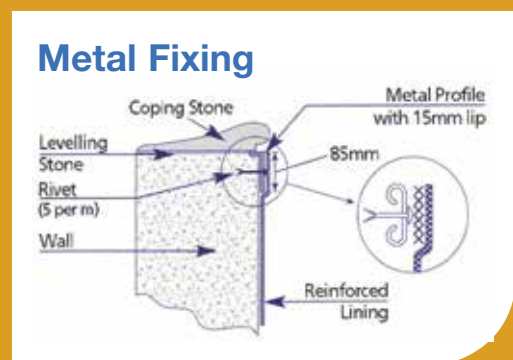 Metal Fixing
Coping Stone
Metal Profile
with 15mm lip
Levelling
Stone
85mm
Rivet
(5 per m)
Wall
Reinforced
Lining